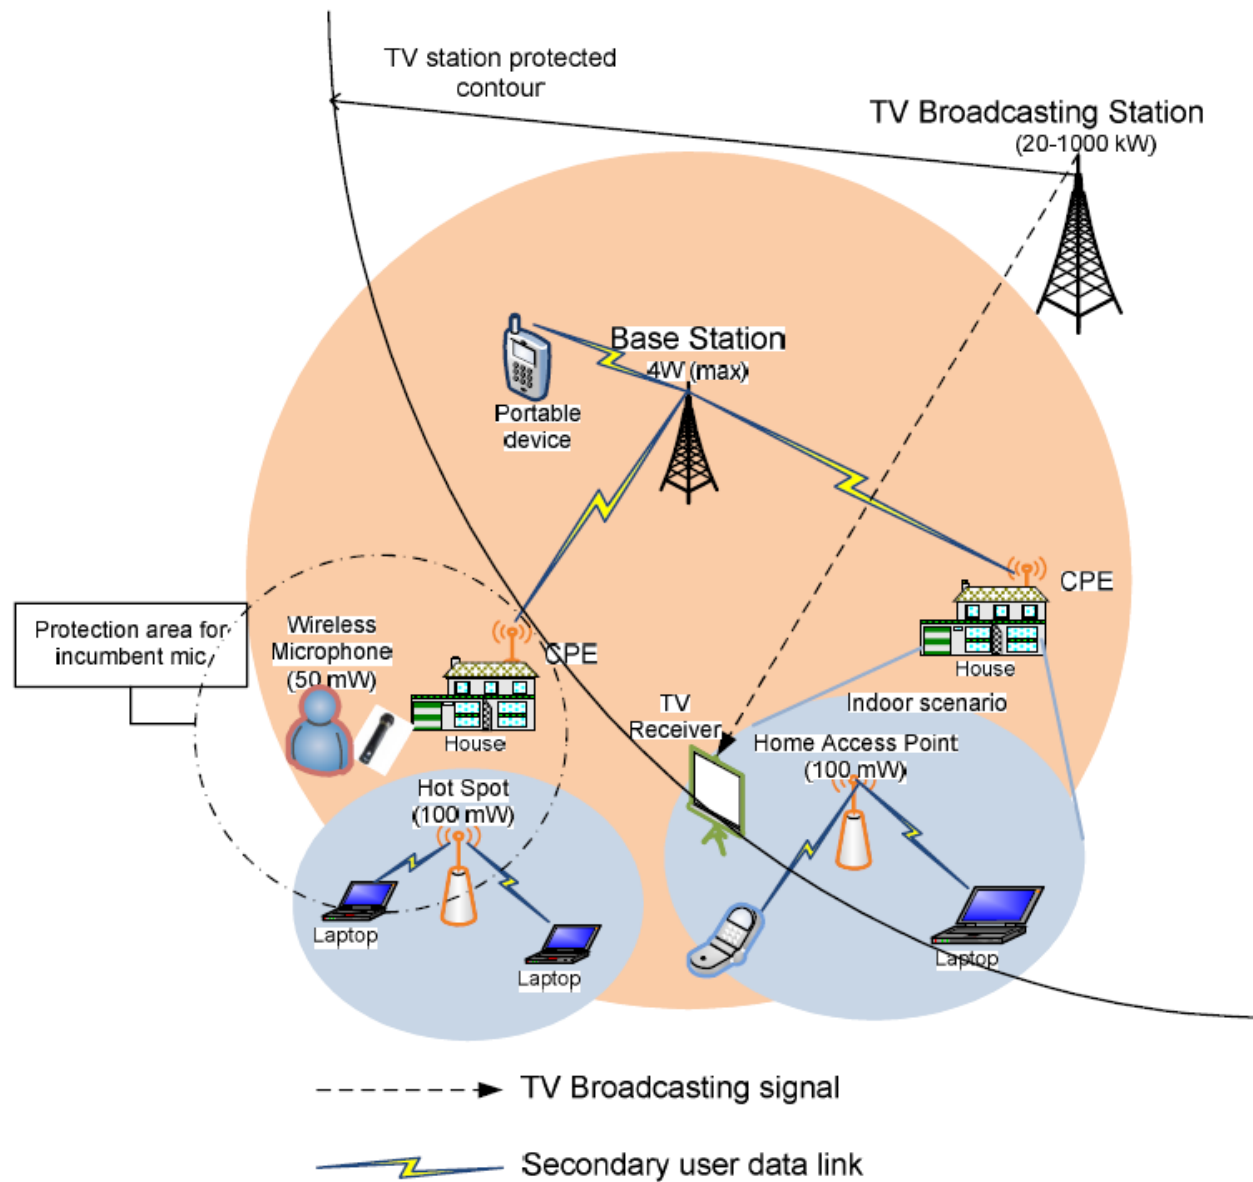 TV station protected
contour
TV Broadcasting Station
(20-1000 kW)
Base Station
4W (max)
Portable
device
CPE
House
Protection area for
incumbent mic
Wireless
Microphone
(50 mW)
CPE
House
TV
Receiver
Indoor scenario
Home Access Point
(100 mW)
Hot Spot
(100 mW)
Laptop
Laptop
Laptop
TV Broadcasting signal
Secondary user data link